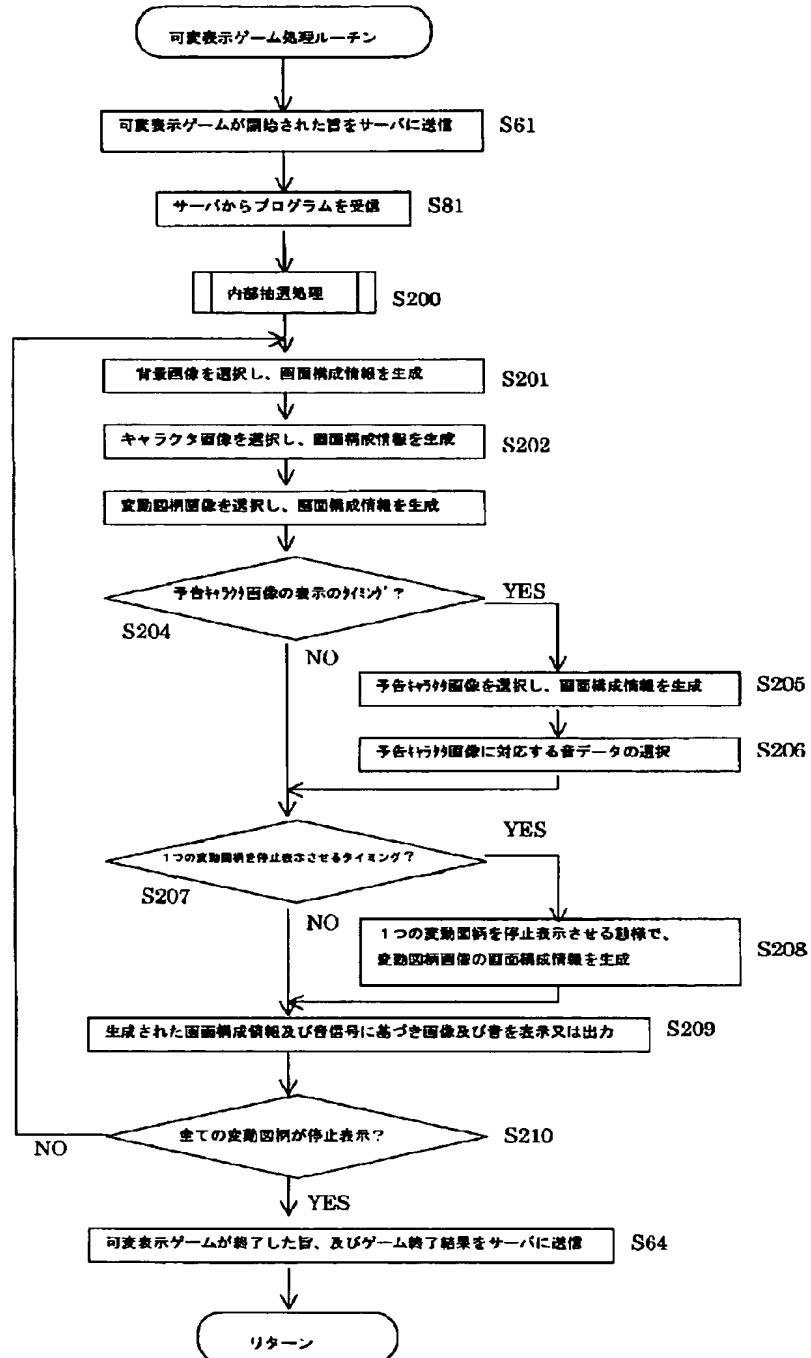 可変表示ゲーム処理ルーチン
可変表示ゲームが開始された旨をサーバに送信
S61
サーバからプログラムを受信
S81
内部抽選処理
S200
背景画像を選択し、画面構成情報を生成
S201
キャラクタ画像を選択し、画面構成情報を生成
S202
変動図柄画像を選択し、画面構成情報を生成
予告ｷｬﾗｸﾀ画像の表示のﾀｲﾐﾝｸﾞ?
YES
S204
NO
予告ｷｬﾗｸﾀ画像を選択し、画面構成情報を生成
S205
予告ｷｬﾗｸﾀ画像に対応する音データの選択
S206
YES
1つの変動図柄を停止表示させるタイミング?
S207
NO
1つの変動図柄を停止表示させる態様で、
変動図柄画像の画面構成情報を生成
S208
生成された画面構成情報及び音信号に基づき画像及び音を表示又は出力
S209
全ての変動図柄が停止表示?
S210
NO
YES
可変表示ゲームが終了した旨、及びゲーム終了結果をサーバに送信
S64
リターン